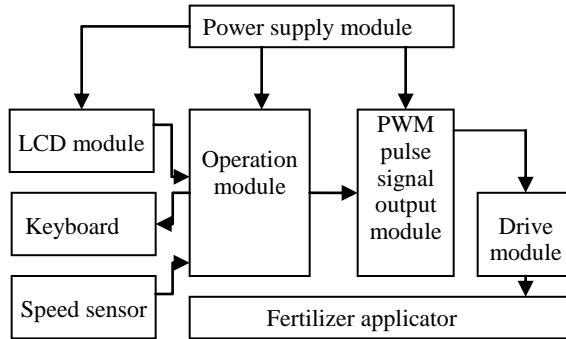 Power supply module
LCD module
Keyboard
Speed sensor
Operation
module
PWM
pulse
signal
output
module
Drive
module
Fertilizer applicator